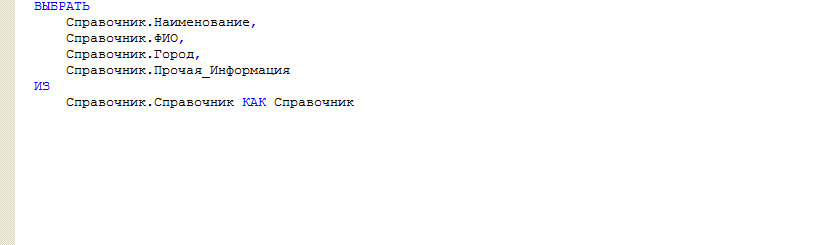 ВЫБРАТЬ
Справочник.Наименование,
Справочник.ФИО,
Справочник.Город,
Справочник.Прочая_Информация
ИЗ
Справочник.Справочник КАК Справочник